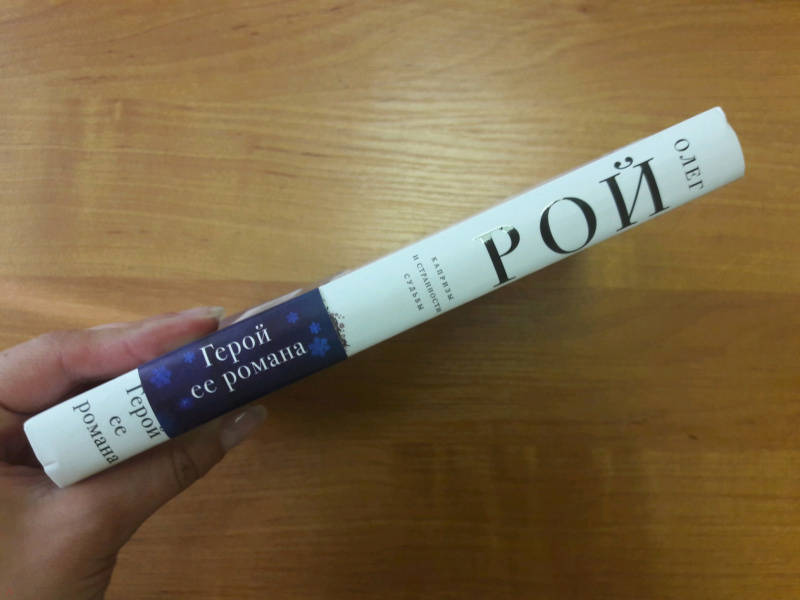 ОЛЕГ
РОЙ
КАПРИЗЫ
И СТРАННОСТИ
СУДЬБЫ
Герой
ее романа
Герой
ее
романа